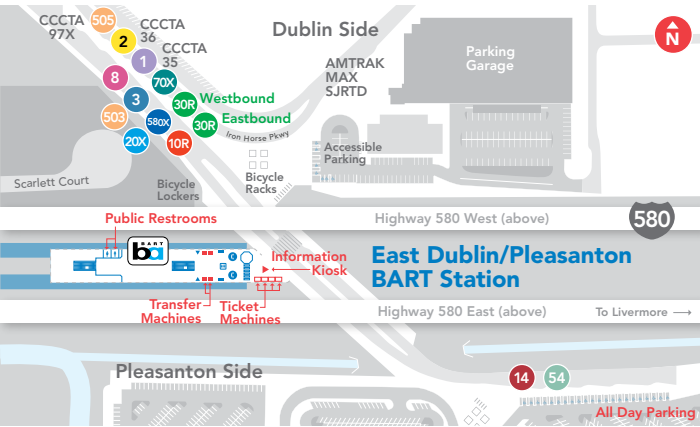 CCCTA
97X
505
CCCTA
36
2
CCCTA
35
1
8
70X
3
30R
Westbound
503
580X
30R
Eastbound
20X
10R
Iron Horse Pkwy
Dublin Side
AMTRAK
MAX
SJRTD
Parking
Garage
N
Accessible
Parking
Scarlett Court
Bicycle
Lockers
Bicycle
Racks
Highway 580 West (above)
580
Public Restrooms
BART
ba
Information
Kiosk
East Dublin/Pleasanton
BART Station
Transfer
Machines
Ticket
Machines
Highway 580 East (above)
To Livermore
Pleasanton Side
14
54
All Day Parking